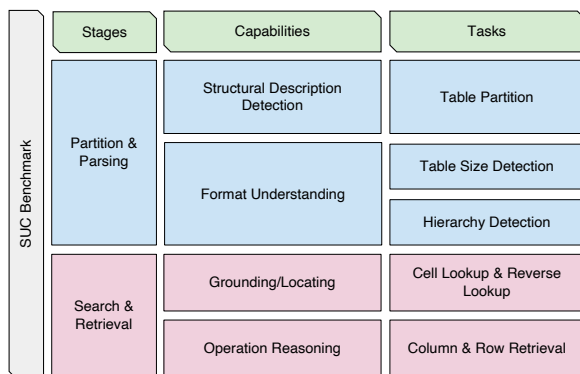 Stages
Capabilities
Tasks
SUC Benchmark
Partition &
Parsing
Structural Description
Detection
Table Partition
Format Understanding
Table Size Detection
Hierarchy Detection
Search &
Retrieval
Grounding/Locating
Cell Lookup & Reverse
Lookup
Operation Reasoning
Column & Row Retrieval